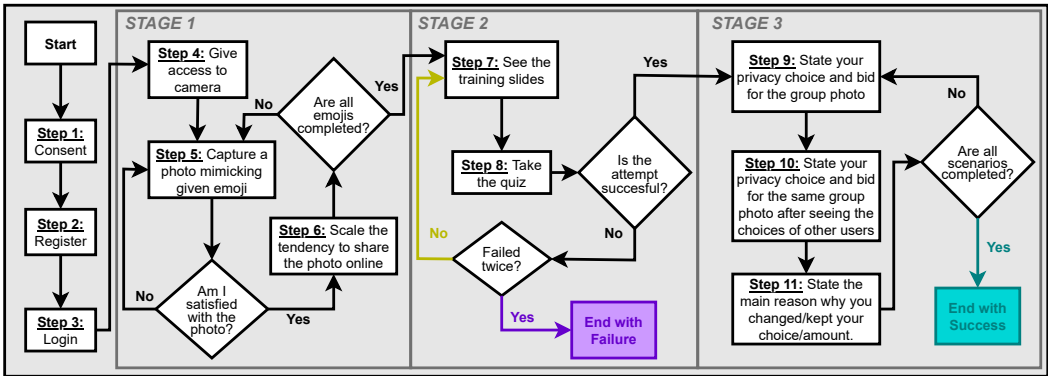 Start
Step 1:
Consent
Step 2:
Register
Step 3:
Login
STAGE 1
Step 4: Give
access to
camera
Step 5: Capture a
photo mimicking
given emoji
Am I
satisfied
with the
photo?
No
Yes
Step 6: Scale the
tendency to share
the photo online
Are all
emojis
completed?
No
Yes
STAGE 2
Step 7: See the
training slides
Step 8: Take
the quiz
Is the
attempt
succesful?
Yes
No
Failed
twice?
No
Yes
End with
Failure
STAGE 3
Step 9: State your
privacy choice and bid
for the group photo
Step 10: State your
privacy choice and bid
for the same group
photo after seeing the
choices of other users
Step 11: State the
main reason why you
changed/kept your
choice/amount.
Are all
scenarios
completed?
No
Yes
End with
Success